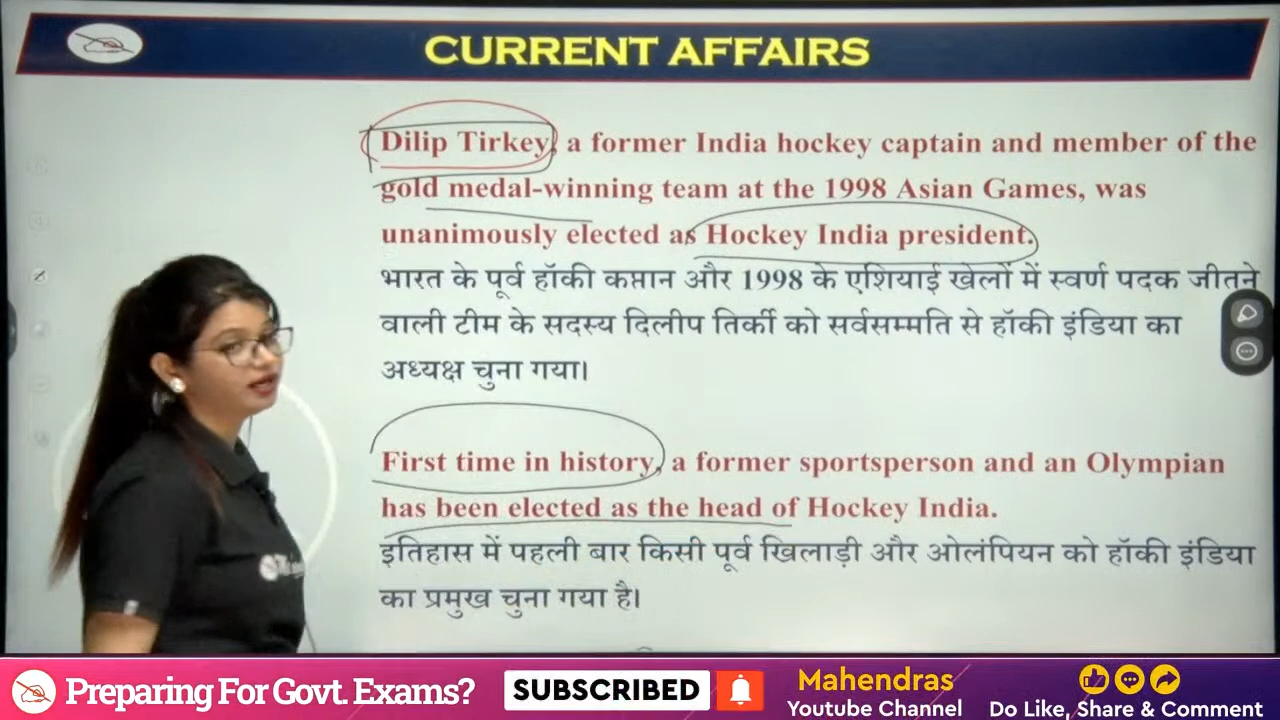 CURRENT AFFAIRS
Dilip Tirkey, a former India hockey captain and member of the
gold medal-winning team at the 1998 Asian Games, was
unanimously elected as Hockey India president.
भारत के पूर्व हॉकी कप्तान और 1998 के एशियाई खेलों में स्वर्ण पदक जीतने
वाली टीम के सदस्य दिलीप तिर्की को सर्वसम्मति से हॉकी इंडिया का
अध्यक्ष चुना गया।
First time in history, a former sportsperson and an Olympian
has been elected as the head of Hockey India.
इतिहास में पहली बार किसी पूर्व खिलाड़ी और ओलंपियन को हॉकी इंडिया
का प्रमुख चुना गया है।
Preparing For Govt. Exams?
SUBSCRIBED
Mahendras
YouTube Channel
Do Like, Share & Comment